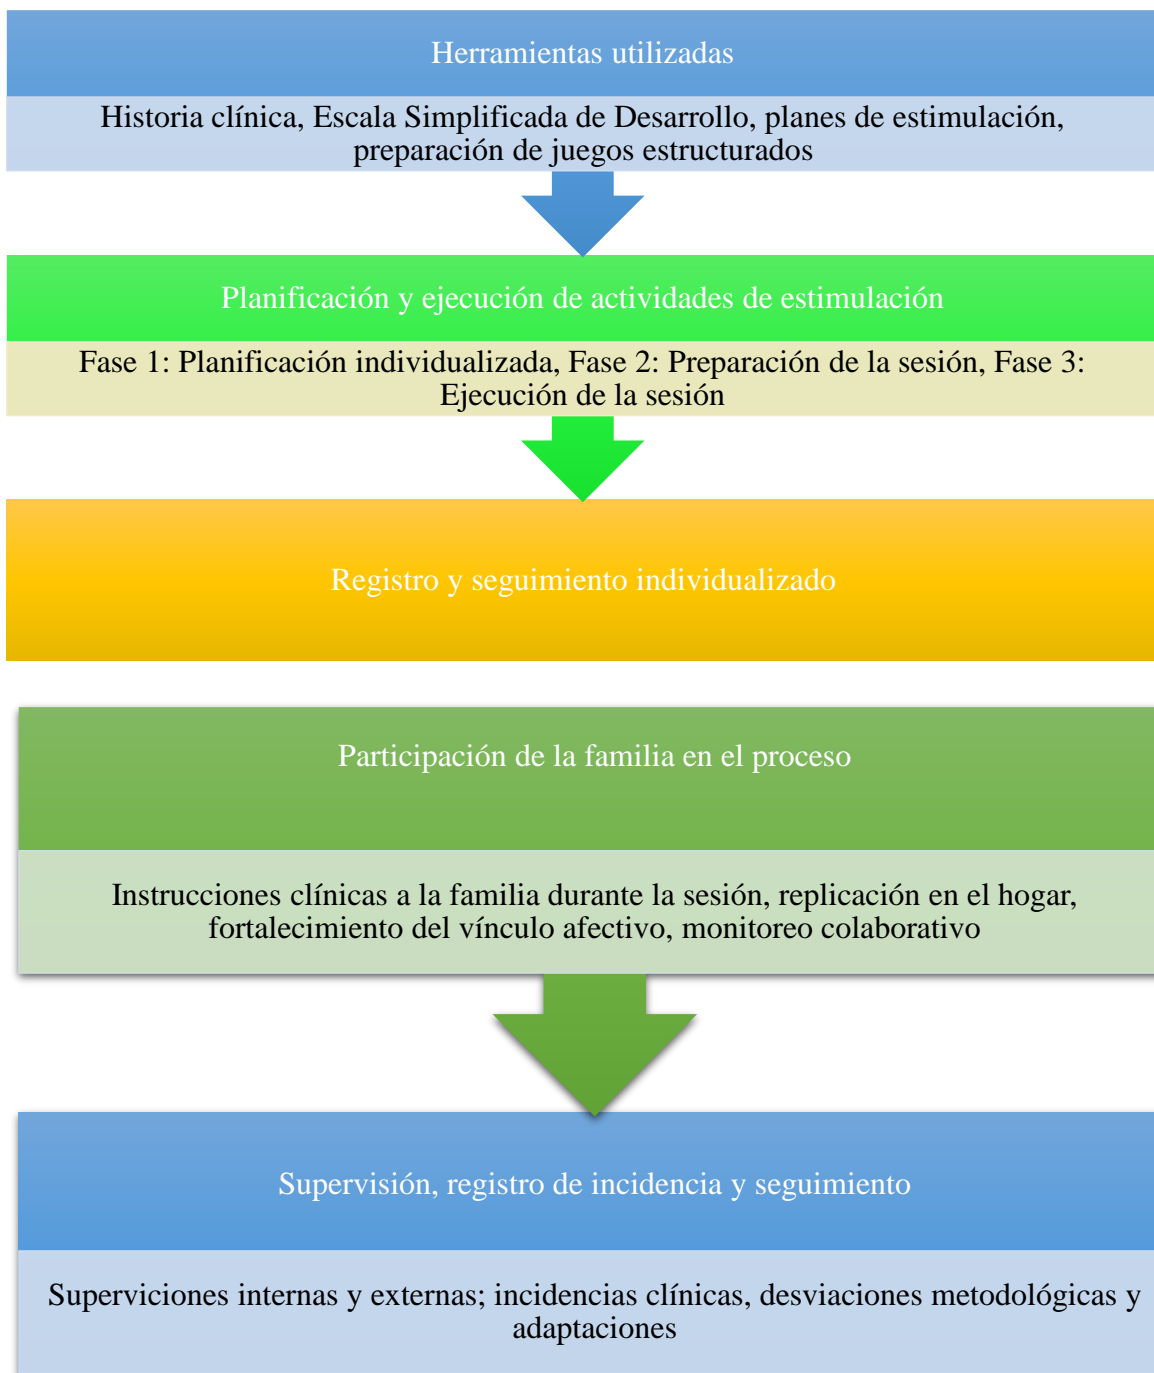 Herramientas utilizadas
Historia clínica, Escala Simplificada de Desarrollo, planes de estimulación,
preparación de juegos estructurados
Planificación y ejecución de actividades de estimulación
Fase 1: Planificación individualizada, Fase 2: Preparación de la sesión, Fase 3:
Ejecución de la sesión
Registro y seguimiento individualizado
Participación de la familia en el proceso
Instrucciones clínicas a la familia durante la sesión, replicación en el hogar,
fortalecimiento del vínculo afectivo, monitoreo colaborativo
Supervisión, registro de incidencia y seguimiento
Superviciones internas y externas; incidencias clínicas, desviaciones metodológicas y
adaptaciones